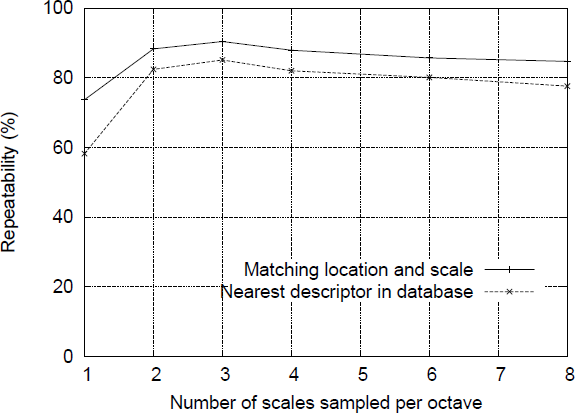 100
80
60
40
20
0
Repeatability (%)
Matching location and scale
Nearest descriptor in database
1 2 3 4 5 6 7 8
Number of scales sampled per octave